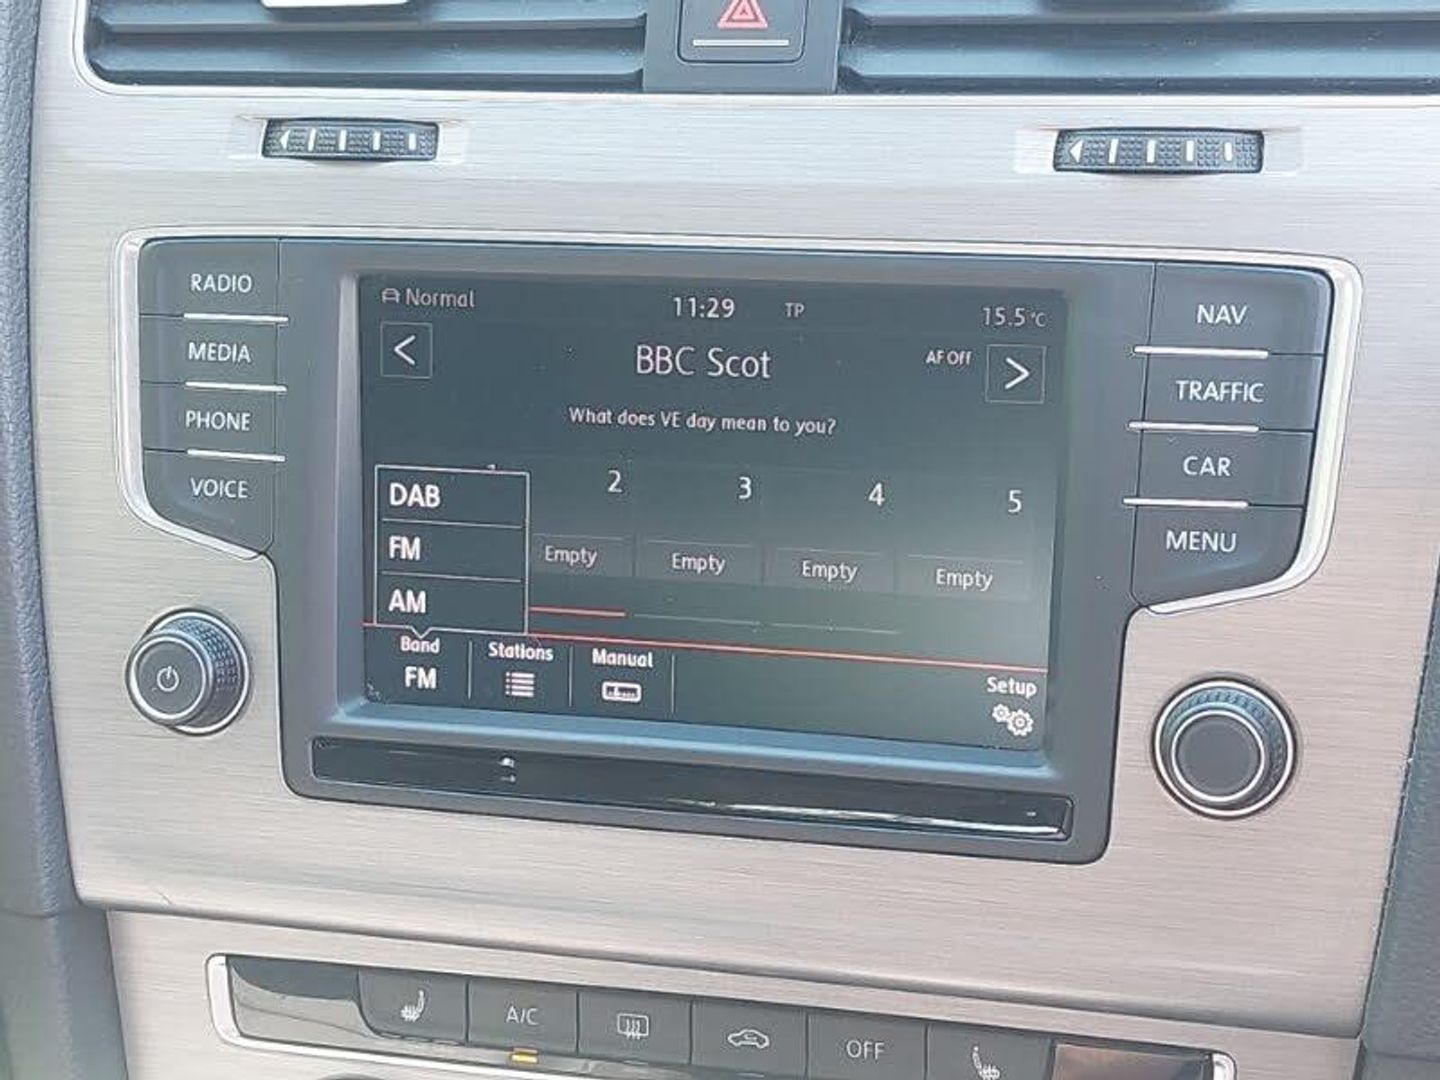 RADIO
MEDIA
PHONE
VOICE
Normal
11:29 TP
15.5°C
<
BBC Scot
AF Off
>
What does VE day mean to you?
2 3 4 5
Empty Empty Empty Empty
DAB
FM
AM
Band
FM
Stations
Manual
Setup
NAV
TRAFFIC
CAR
MENU
A/C
OFF